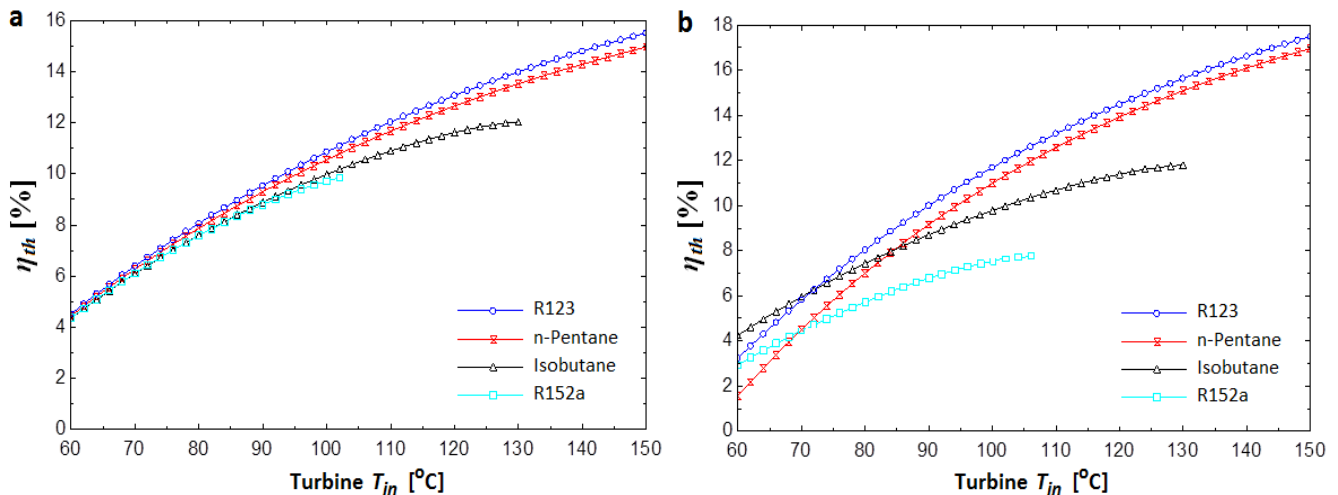 a
16
14
12
10
8
6
4
2
0
η_th [%]
60 70 80 90 100 110 120 130 140 150
Turbine T_in [°C]
R123
n-Pentane
Isobutane
R152a
b
18
16
14
12
10
8
6
4
2
0
η_th [%]
60 70 80 90 100 110 120 130 140 150
Turbine T_in [°C]
R123
n-Pentane
Isobutane
R152a